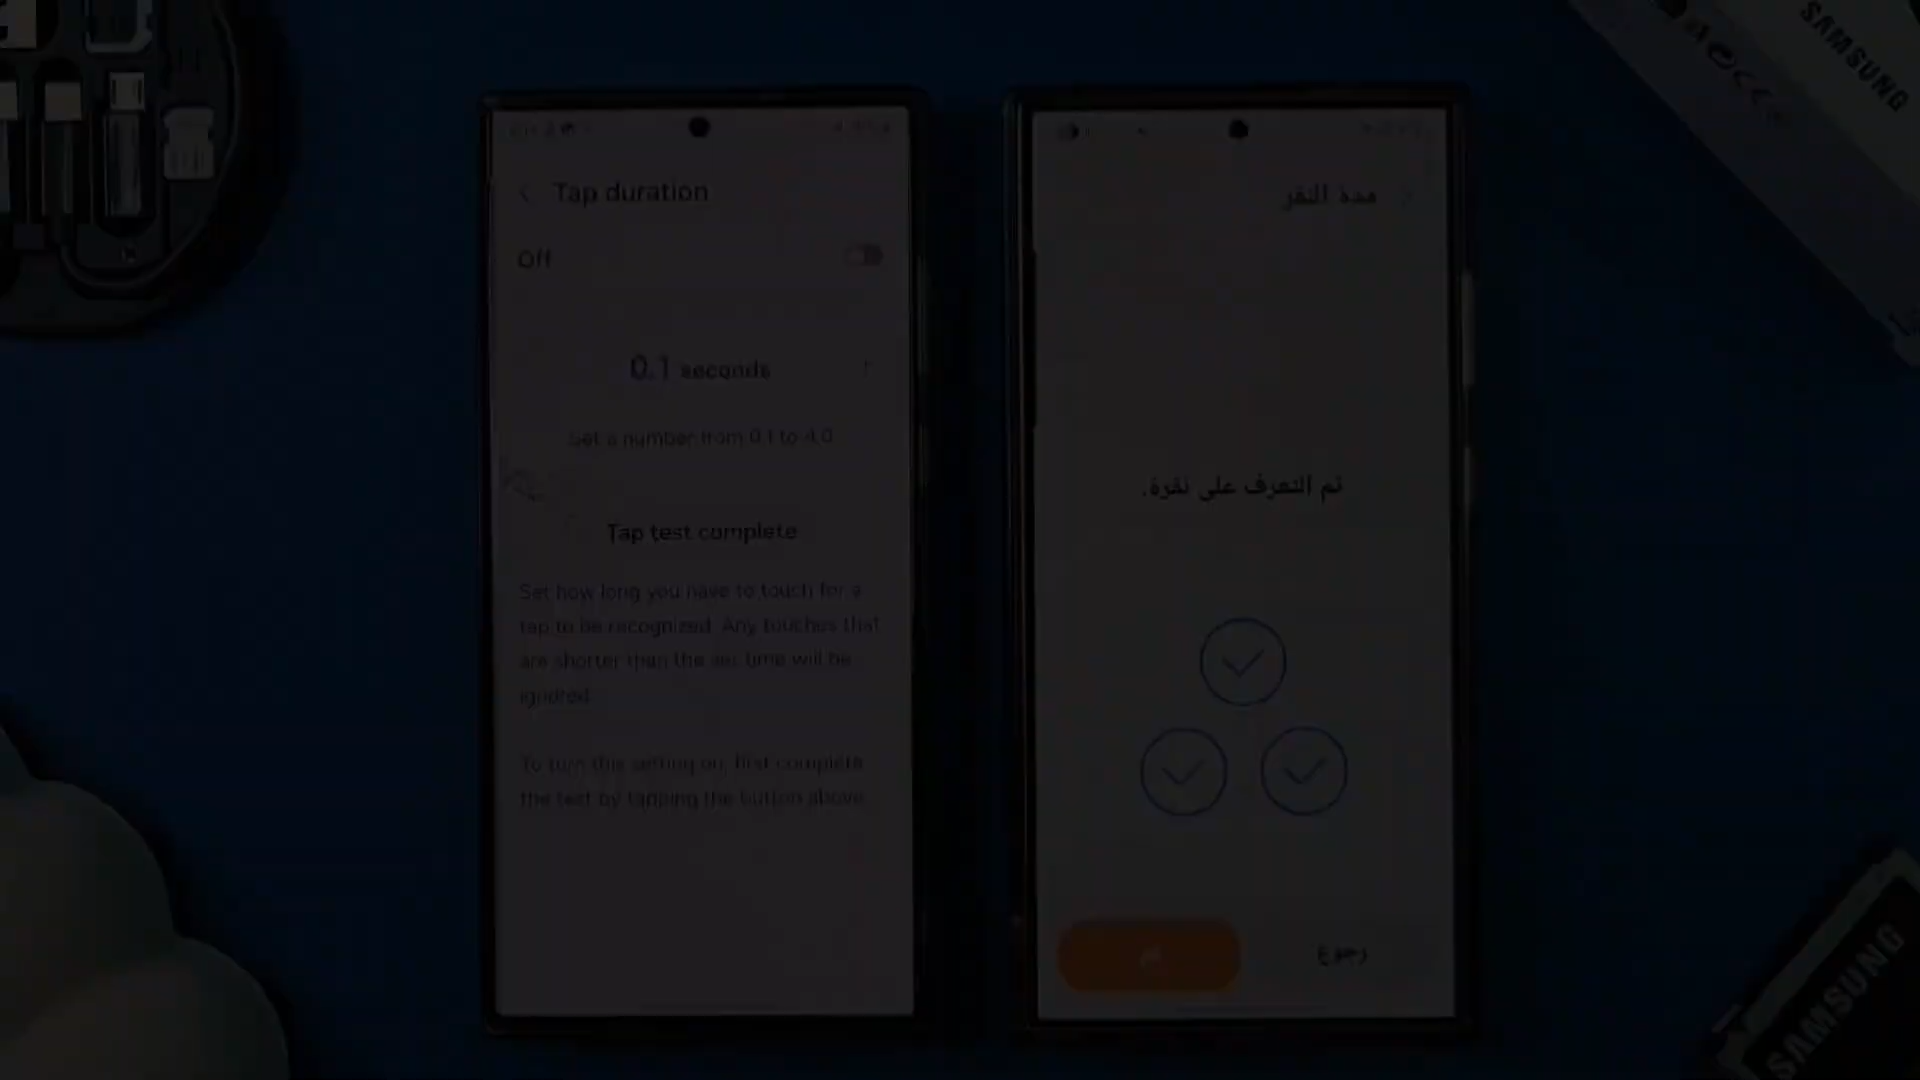 Tap duration
Off
0.1 seconds
Set a number from 0.1 to 4.0
Tap test complete
Set how long you have to touch for a
tap to be recognized. Any touches that
are shorter than the set time will be
ignored.
To turn this setting on, first complete
the test by tapping the button above.
مدة النقر
تم التعرف على نقرة.
تم
رجوع
SAMSUNG
SAMSUNG